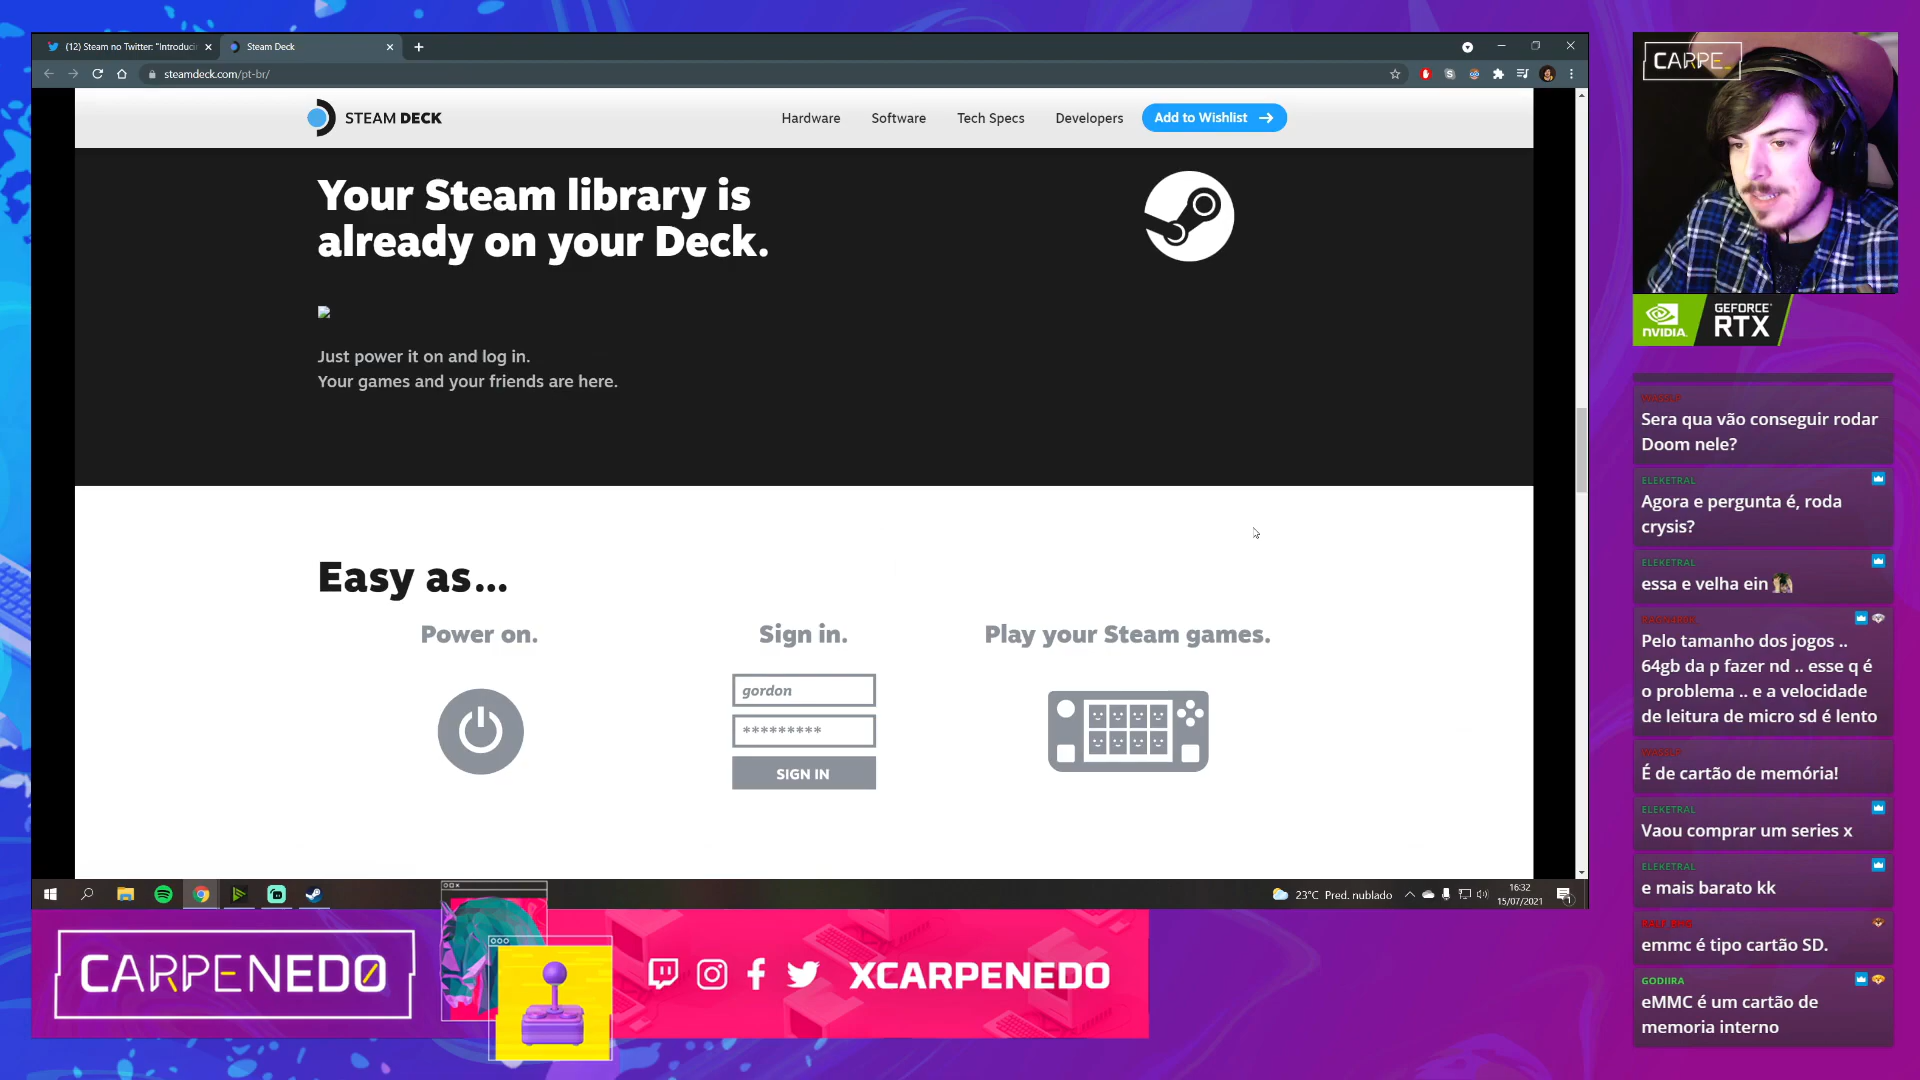 (12) Steam no Twitter: "Introduci
Steam Deck
steamdeck.com/pt-br/
STEAM DECK
Hardware
Software
Tech Specs
Developers
Add to Wishlist
Your Steam library is
already on your Deck.
Just power it on and log in.
Your games and your friends are here.
Easy as...
Power on.
Sign in.
Play your Steam games.
gordon
*********
SIGN IN
23°C Pred. nublado
16:32
15/07/2021
CARPENEDO
XCARPENEDO
CARPE_
NVIDIA.
GEFORCE
RTX
Sera qua vão conseguir rodar
Doom nele?
ELEKETRAL
Agora e pergunta é, roda
crysis?
ELEKETRAL
essa e velha ein
Pelo tamanho dos jogos ..
64gb da p fazer nd .. esse q é
o problema .. e a velocidade
de leitura de micro sd é lento
É de cartão de memória!
ELEKETRAL
Vaou comprar um series x
ELEKETRAL
e mais barato kk
emmc é tipo cartão SD.
GODIIRA
eMMC é um cartão de
memoria interno